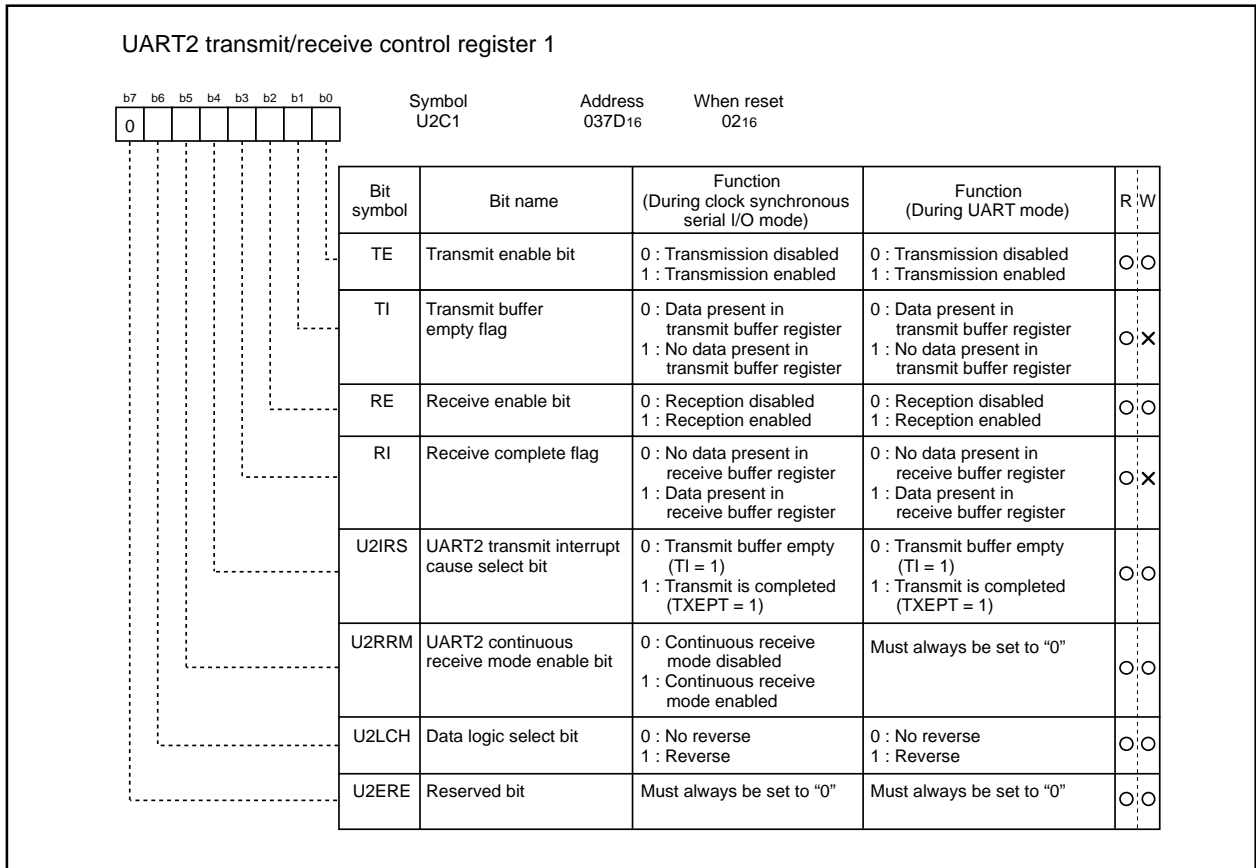 UART2 transmit/receive control register 1
b7 b6 b5 b4 b3 b2 b1 b0
Symbol Address When reset
U2C1 037D16 0216
0
Bit symbol Bit name Function (During clock synchronous serial I/O mode) Function (During UART mode) R W
TE Transmit enable bit
0 : Transmission disabled
1 : Transmission enabled
0 : Transmission disabled
1 : Transmission enabled
TI Transmit buffer
empty flag
0 : Data present in
transmit buffer register
1 : No data present in
transmit buffer register
0 : Data present in
transmit buffer register
1 : No data present in
transmit buffer register
RE Receive enable bit
0 : Reception disabled
1 : Reception enabled
0 : Reception disabled
1 : Reception enabled
RI Receive complete flag
0 : No data present in
receive buffer register
1 : Data present in
receive buffer register
0 : No data present in
receive buffer register
1 : Data present in
receive buffer register
U2IRS UART2 transmit interrupt
cause select bit
0 : Transmit buffer empty
(TI = 1)
1 : Transmit is completed
(TXEPT = 1)
0 : Transmit buffer empty
(TI = 1)
1 : Transmit is completed
(TXEPT = 1)
U2RRM UART2 continuous
receive mode enable bit
0 : Continuous receive
mode disabled
1 : Continuous receive
mode enabled
Must always be set to “0”
U2LCH Data logic select bit
0 : No reverse
1 : Reverse
0 : No reverse
1 : Reverse
U2ERE Reserved bit
Must always be set to “0”
Must always be set to “0”